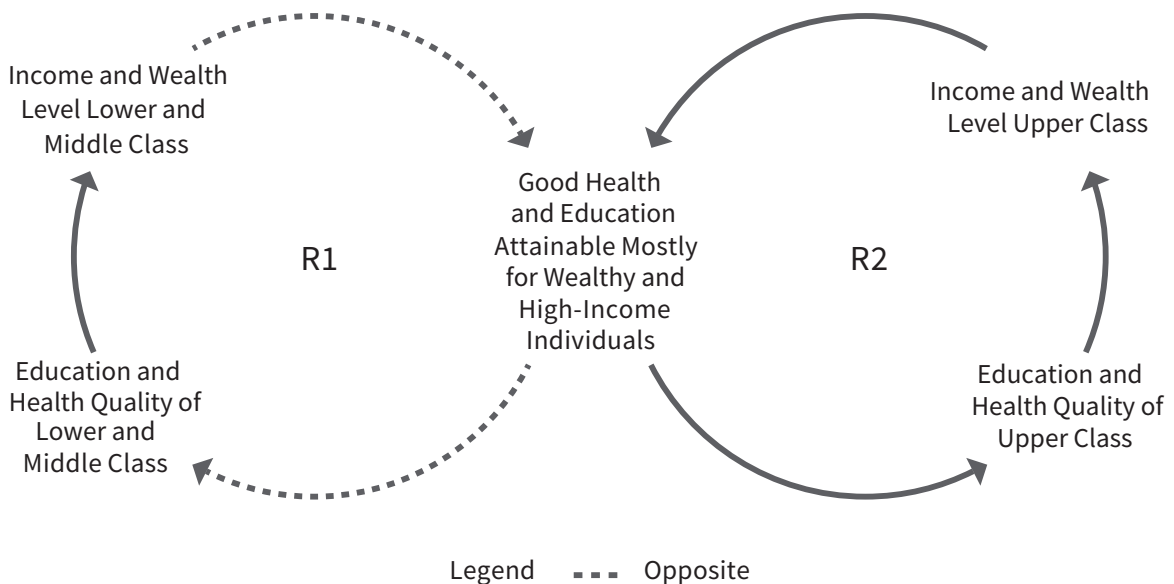 Income and Wealth
Level Lower and
Middle Class
Income and Wealth
Level Upper Class
Good Health
and Education
Attainable Mostly
for Wealthy and
High-Income
Individuals
R1
R2
Education and
Health Quality of
Lower and
Middle Class
Education and
Health Quality of
Upper Class
Legend
Opposite